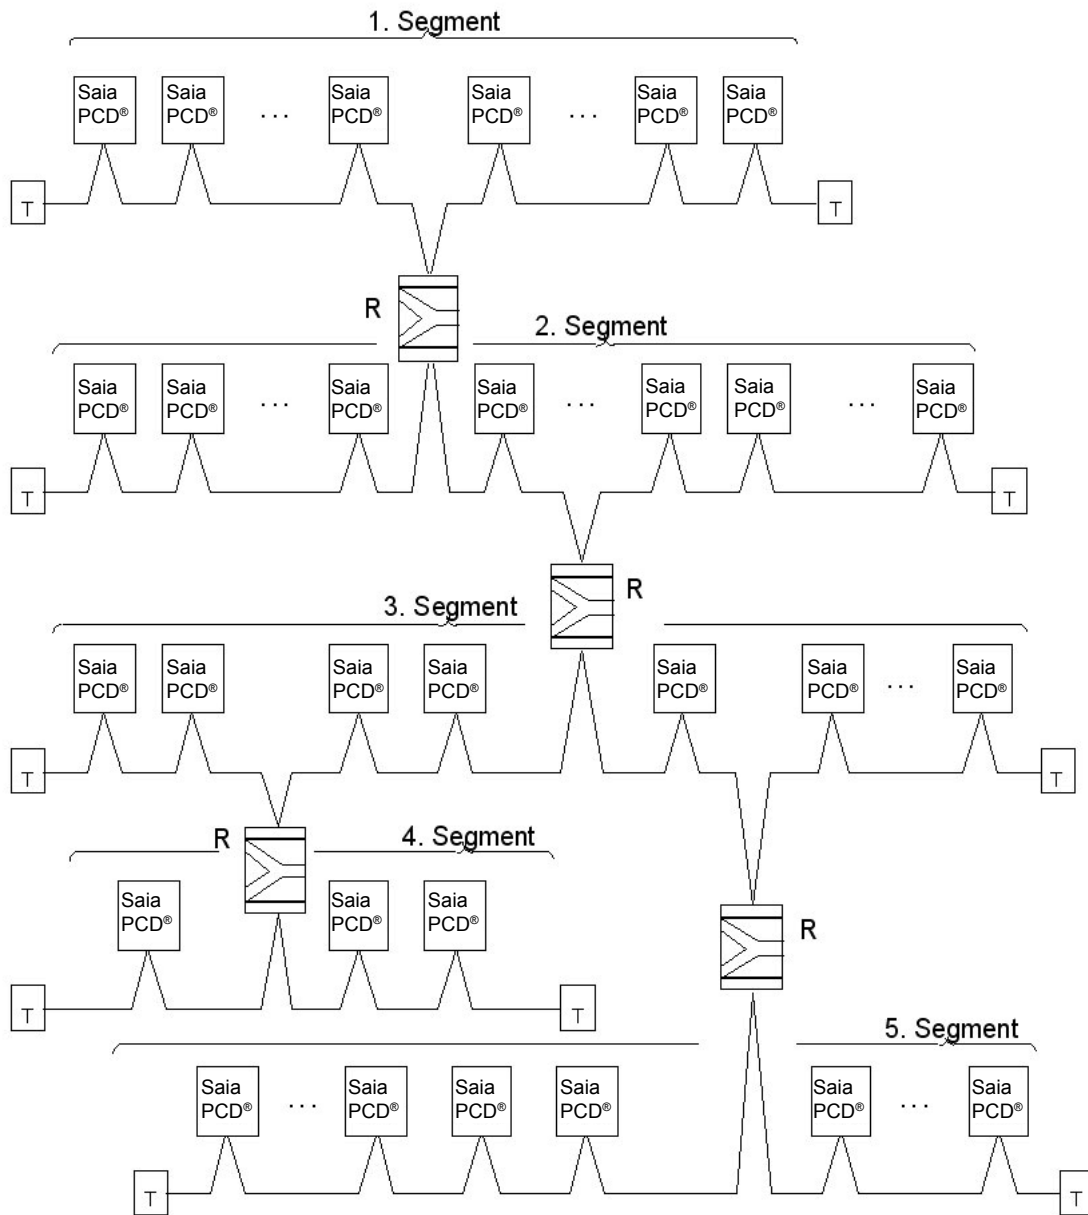 1. Segment
Saia PCD® Saia PCD® ... Saia PCD® Saia PCD® ... Saia PCD® Saia PCD®
T T
R
2. Segment
Saia PCD® Saia PCD® ... Saia PCD® Saia PCD® ... Saia PCD® Saia PCD® ... Saia PCD®
T T
R
3. Segment
Saia PCD® Saia PCD® Saia PCD® Saia PCD® Saia PCD® Saia PCD® ... Saia PCD®
T T
R 4. Segment
Saia PCD® Saia PCD® Saia PCD®
R
T T
5. Segment
Saia PCD® ... Saia PCD® Saia PCD® Saia PCD® Saia PCD® ... Saia PCD®
T T